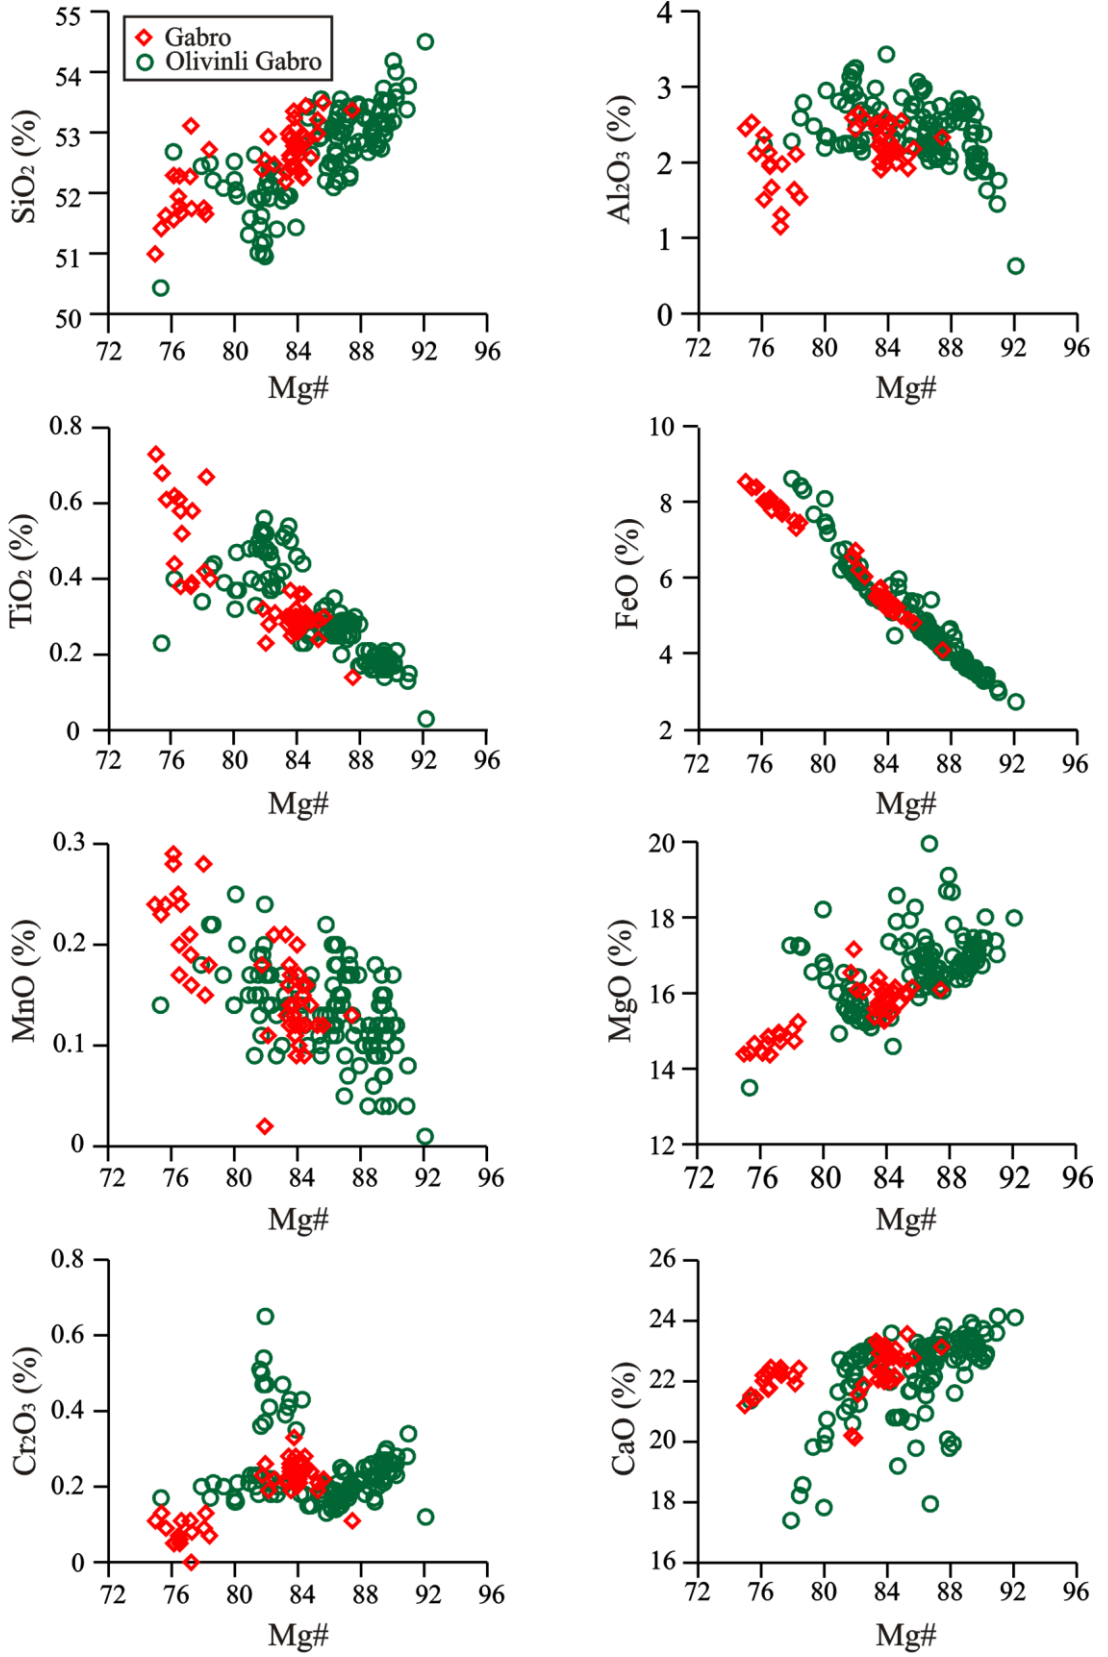 55
54
53
52
51
50
SiO₂ (%)
Gabro
Olivinli Gabro
72 76 80 84 88 92 96
Mg#
4
3
2
1
0
Al₂O₃ (%)
72 76 80 84 88 92 96
Mg#
0.8
0.6
0.4
0.2
0
TiO₂ (%)
72 76 80 84 88 92 96
Mg#
10
8
6
4
2
FeO (%)
72 76 80 84 88 92 96
Mg#
0.3
0.2
0.1
0
MnO (%)
72 76 80 84 88 92 96
Mg#
20
18
16
14
12
MgO (%)
72 76 80 84 88 92 96
Mg#
0.8
0.6
0.4
0.2
0
Cr₂O₃ (%)
72 76 80 84 88 92 96
Mg#
26
24
22
20
18
16
CaO (%)
72 76 80 84 88 92 96
Mg#